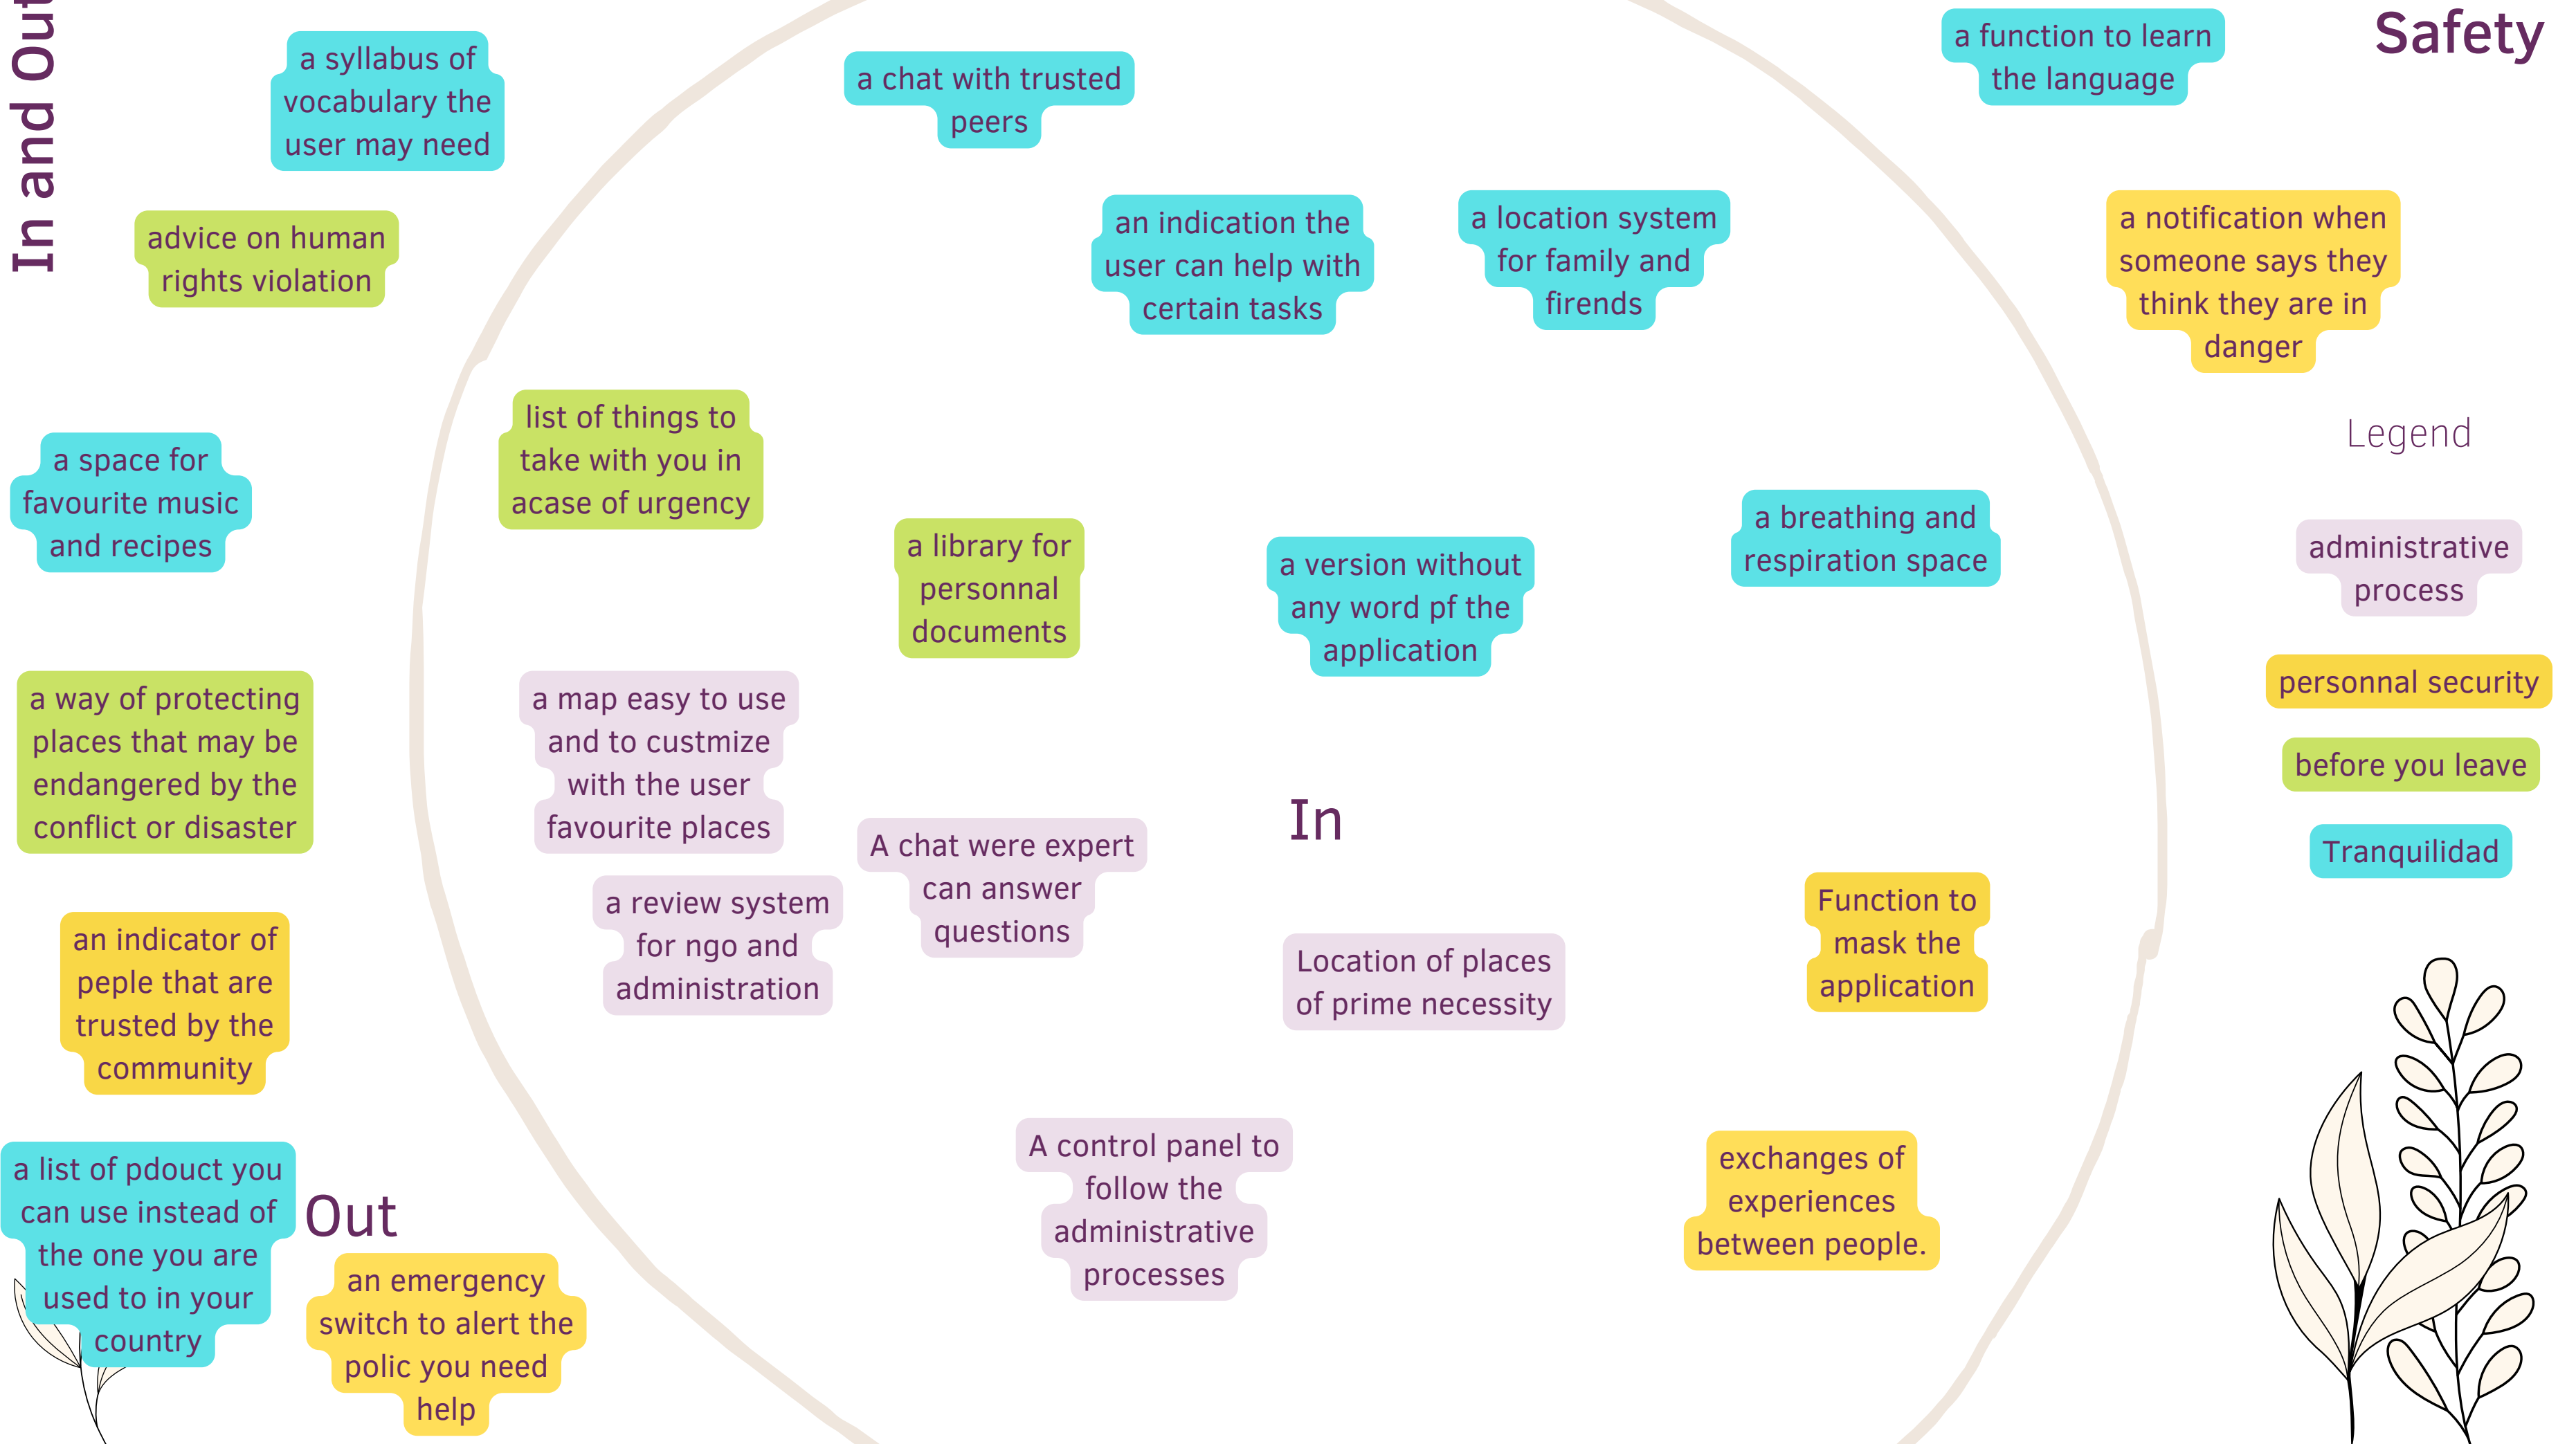 In and Out
Safety
a syllabus of
vocabulary the
user may need
a chat with trusted
peers
a function to learn
the language
advice on human
rights violation
an indication the
user can help with
certain tasks
a location system
for family and
firends
a notification when
someone says they
think they are in
danger
a space for
favourite music
and recipes
list of things to
take with you in
acase of urgency
a library for
personnal
documents
a version without
any word pf the
application
a breathing and
respiration space
Legend
administrative
process
personnal security
before you leave
Tranquilidad
a way of protecting
places that may be
endangered by the
conflict or disaster
a map easy to use
and to custmize
with the user
favourite places
A chat were expert
can answer
questions
In
a review system
for ngo and
administration
Location of places
of prime necessity
Function to
mask the
application
an indicator of
peple that are
trusted by the
community
A control panel to
follow the
administrative
processes
exchanges of
experiences
between people.
a list of pdouct you
can use instead of
the one you are
used to in your
country
Out
an emergency
switch to alert the
polic you need
help